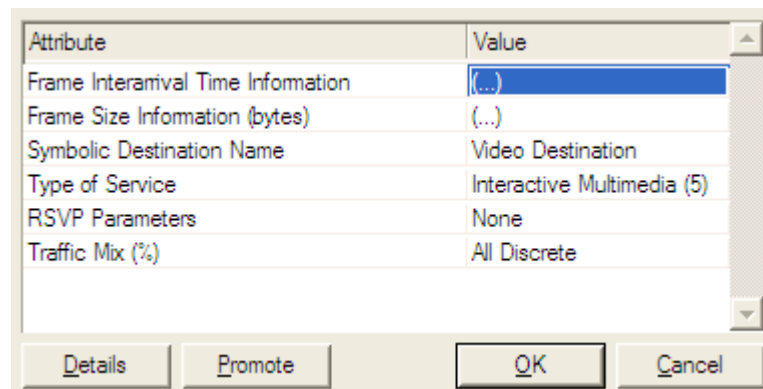 Attribute Value
Frame Interarrival Time Information (...)
Frame Size Information (bytes) (...)
Symbolic Destination Name Video Destination
Type of Service Interactive Multimedia (5)
RSVP Parameters None
Traffic Mix (%) All Discrete
Details Promote OK Cancel